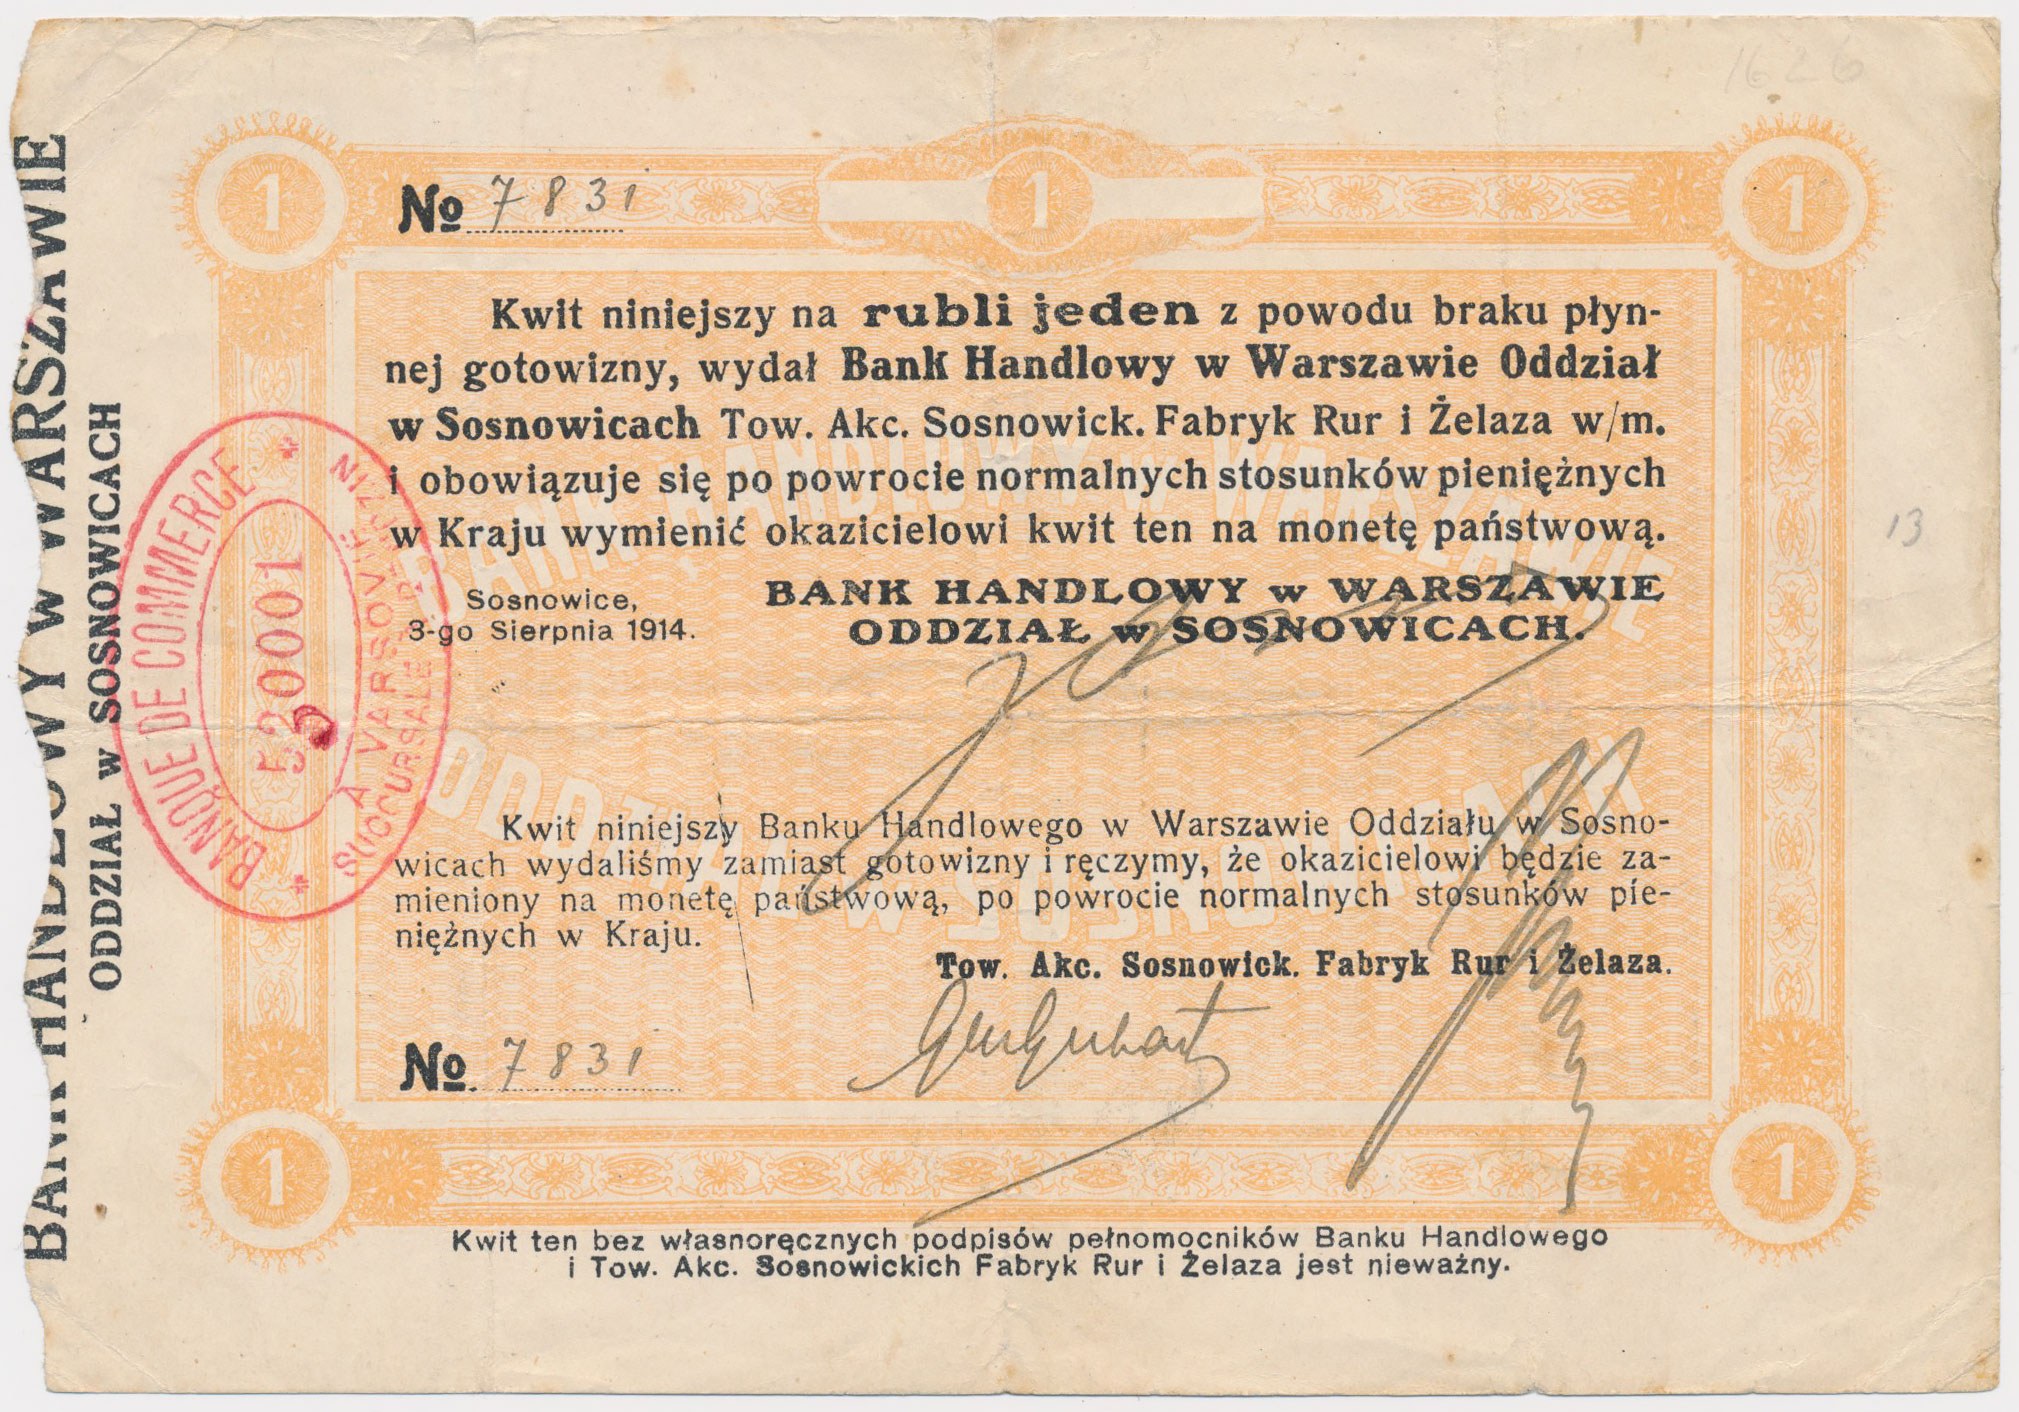 1626
1
1
1
No 7831
Kwit niniejszy na rubli jeden z powodu braku płyn-
nej gotowizny, wydał Bank Handlowy w Warszawie Oddział
w Sosnowicach Tow. Akc. Sosnowick. Fabryk Rur i Żelaza w/m.
i obowiązuje się po powrocie normalnych stosunków pieniężnych
w Kraju wymienić okazicielowi kwit ten na monetę państwową.
13
Sosnowice,
3-go Sierpnia 1914.
BANK HANDLOWY w WARSZAWIE
ODDZIAŁ w SOSNOWICACH.
BANK HANDLOWY w WARSZAWIE
ODDZIAŁ w SOSNOWICACH
Kwit niniejszy Banku Handlowego w Warszawie Oddziału w Sosno-
wicach wydaliśmy zamiast gotowizny i ręczymy, że okazicielowi będzie za-
mieniony na monetę państwową, po powrocie normalnych stosunków pie-
niężnych w Kraju.
Tow. Akc. Sosnowick. Fabryk Rur i Żelaza.
No. 7831
1
1
Kwit ten bez własnoręcznych podpisów pełnomocników Banku Handlowego
i Tow. Akc. Sosnowickich Fabryk Rur i Żelaza jest nieważny.
BANK HANDLOWY w WARSZAWIE
ODDZIAŁ w SOSNOWICACH
BANQUE DE COMMERCE
A VARSOVIE
SUCCURSALE
520001